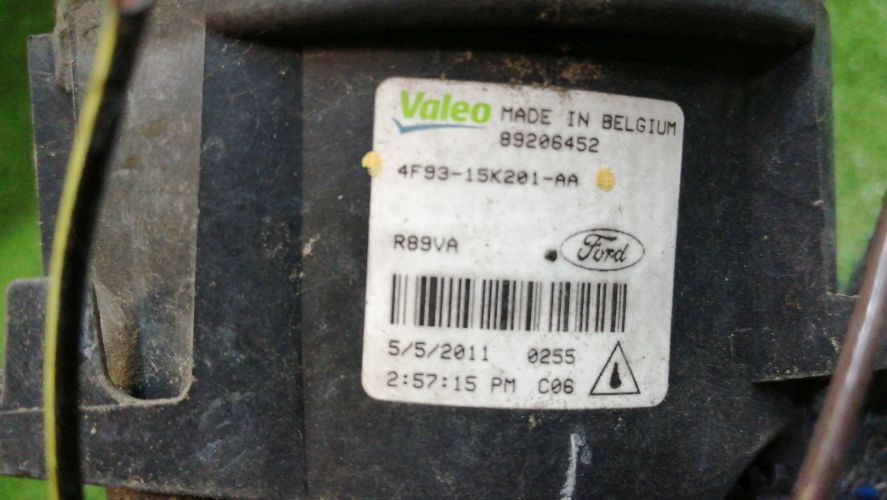 Valeo MADE IN BELGIUM
89206452
4F93-15K201-AA
R89VA Ford
5/5/2011 0255
2:57:15 PM C06